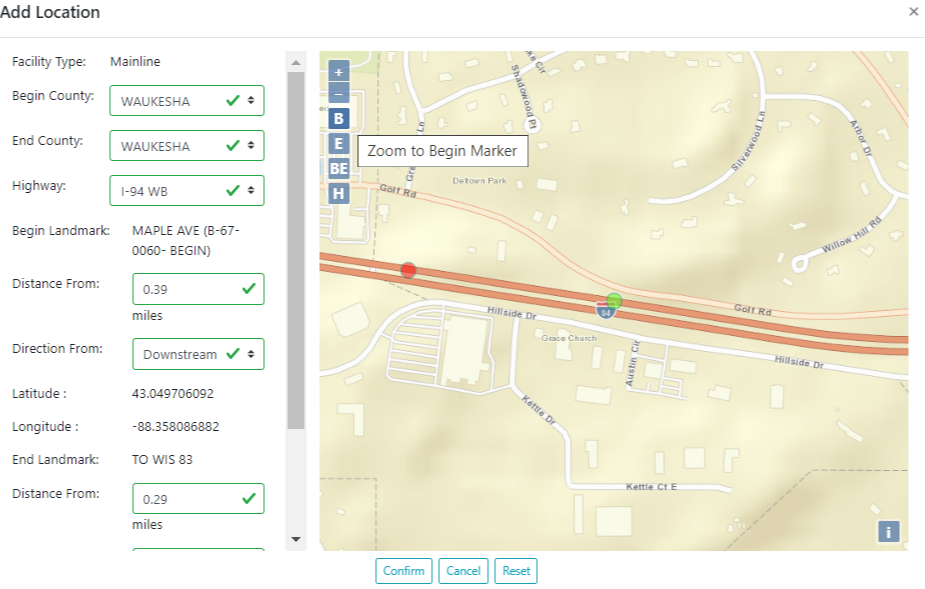 Add Location
×
Facility Type: Mainline
Begin County: WAUKESHA
End County: WAUKESHA
Highway: I-94 WB
Begin Landmark: MAPLE AVE (B-67-
0060- BEGIN)
Distance From: 0.39
miles
Direction From: Downstream
Latitude : 43.049706092
Longitude : -88.358086882
End Landmark: TO WIS 83
Distance From: 0.29
miles
+
−
B
E
BE
H
Zoom to Begin Marker
Shadowood Pt
Cir
Silverwood Ln
Arbor Dr
Willow Hill Rd
Ln
Deltown Park
Golf Rd
Golf Rd
94
Hillside Dr
Hillside Dr
Grace Church
Austin Cir
Kettle Dr
Kettle Ct E
i
Confirm Cancel Reset